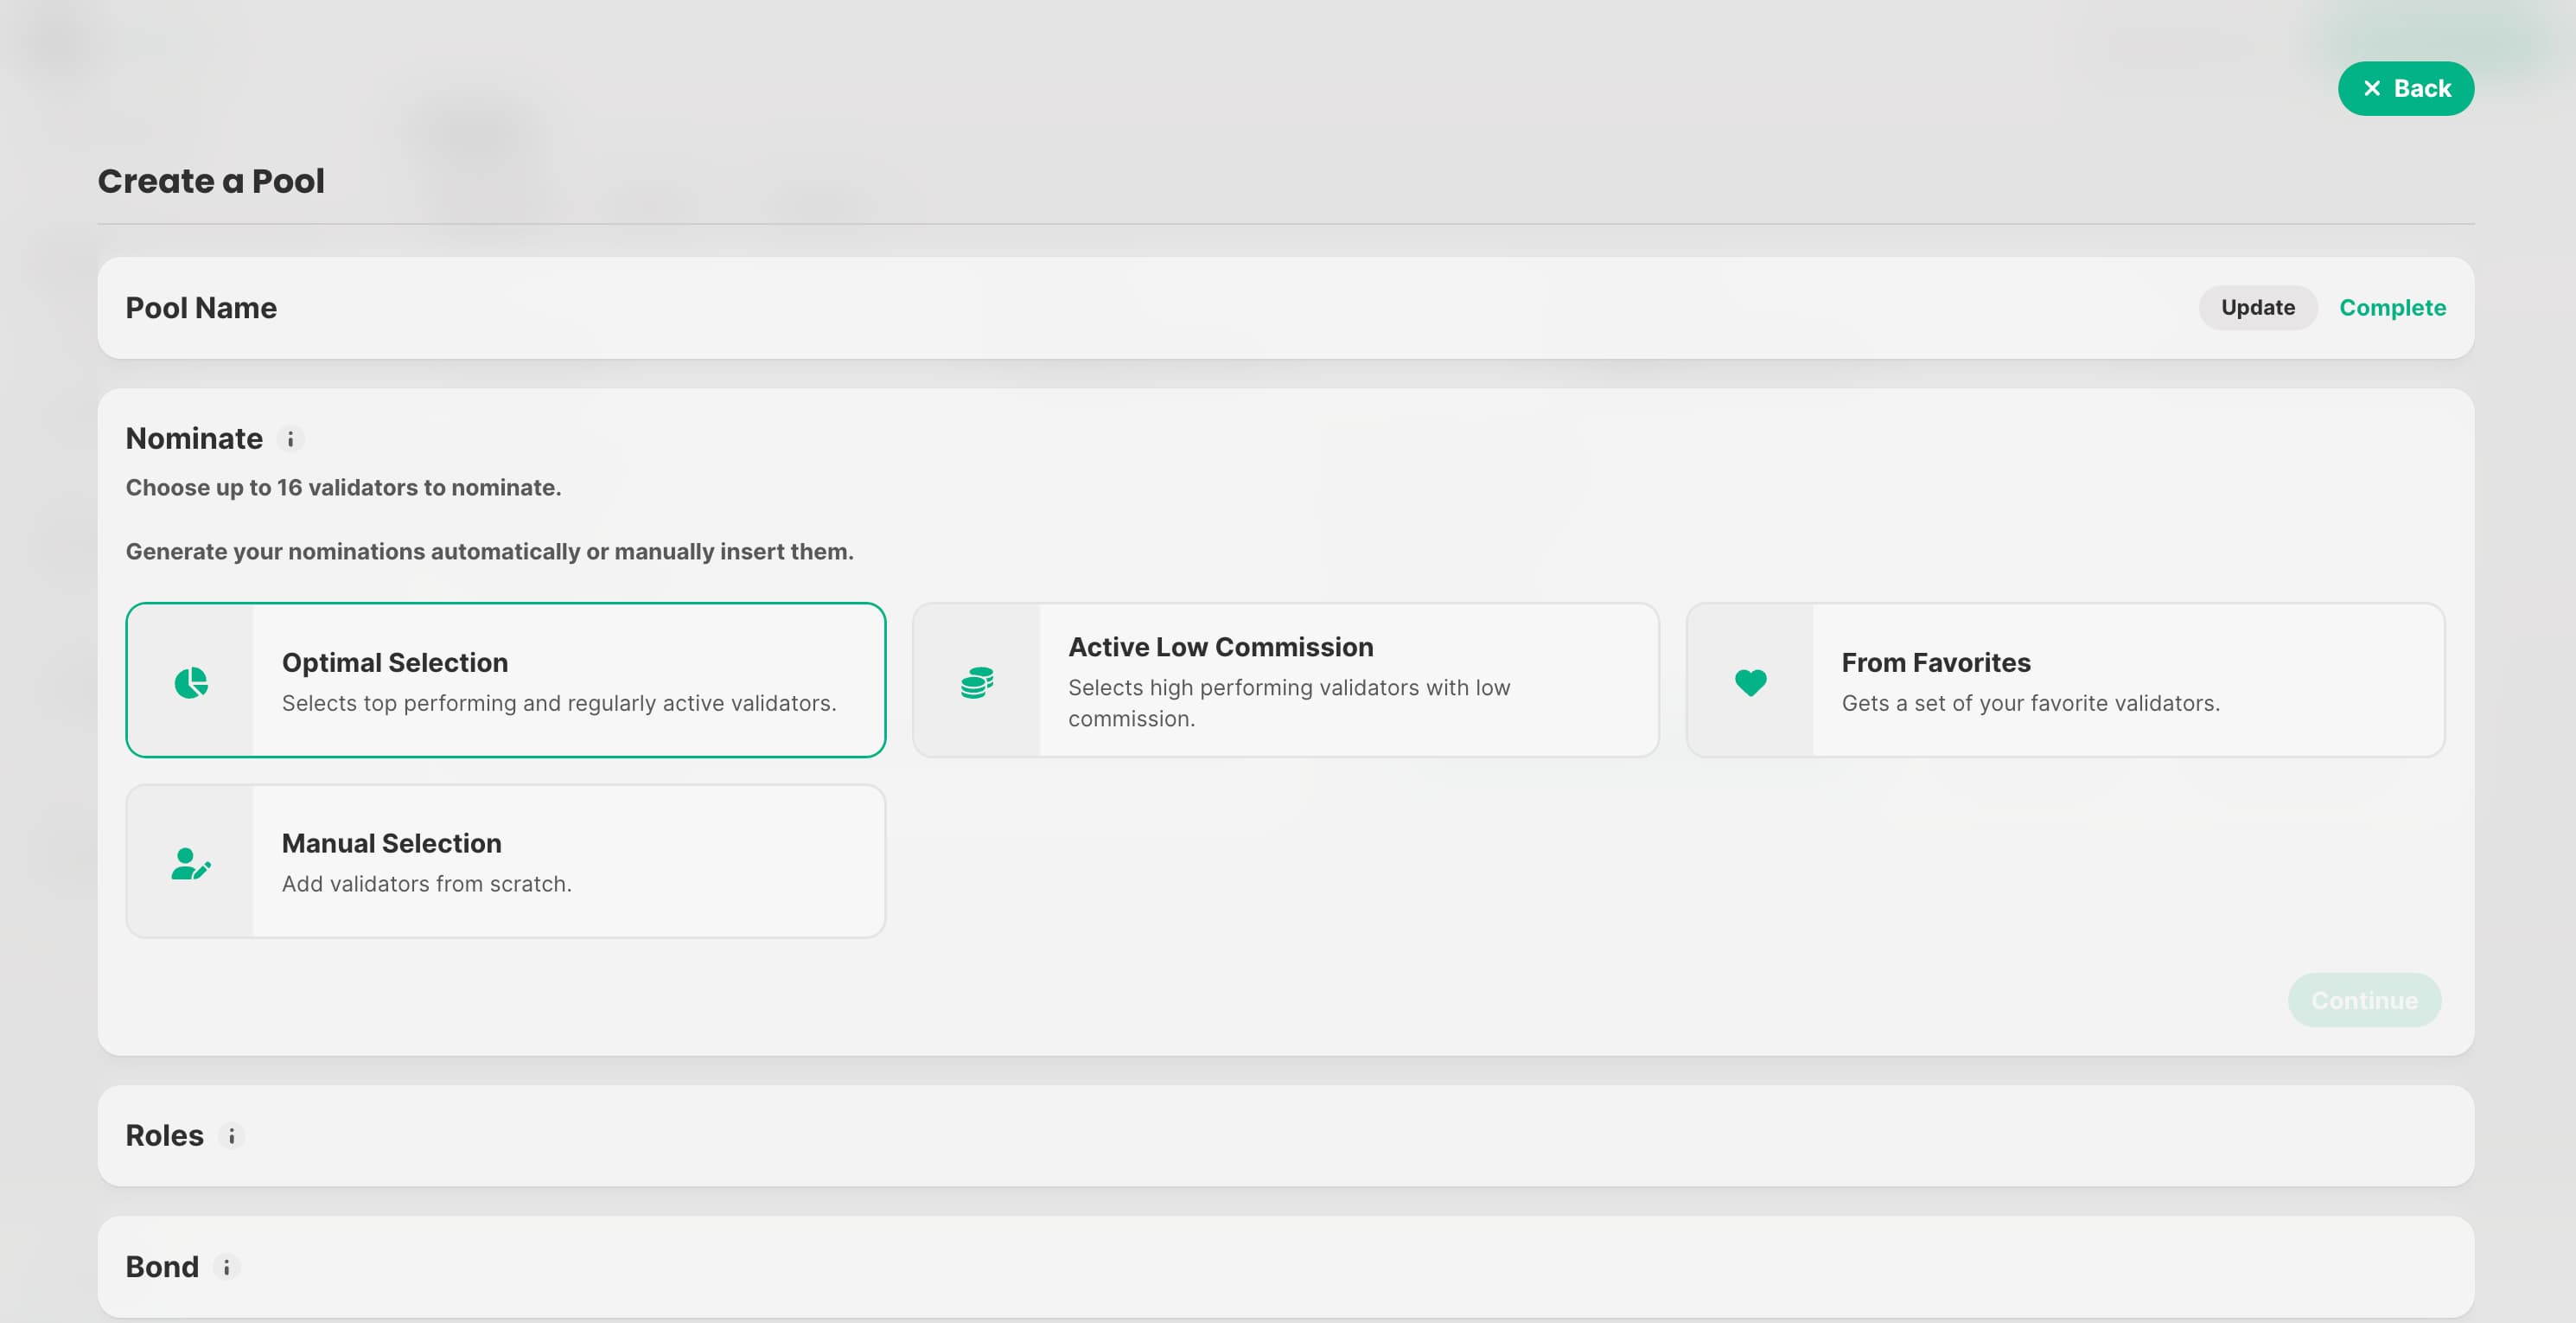 Back
Create a Pool
Pool Name
Update
Complete
Nominate
Choose up to 16 validators to nominate.
Generate your nominations automatically or manually insert them.
Optimal Selection
Selects top performing and regularly active validators.
Active Low Commission
Selects high performing validators with low
commission.
From Favorites
Gets a set of your favorite validators.
Manual Selection
Add validators from scratch.
Continue
Roles
Bond